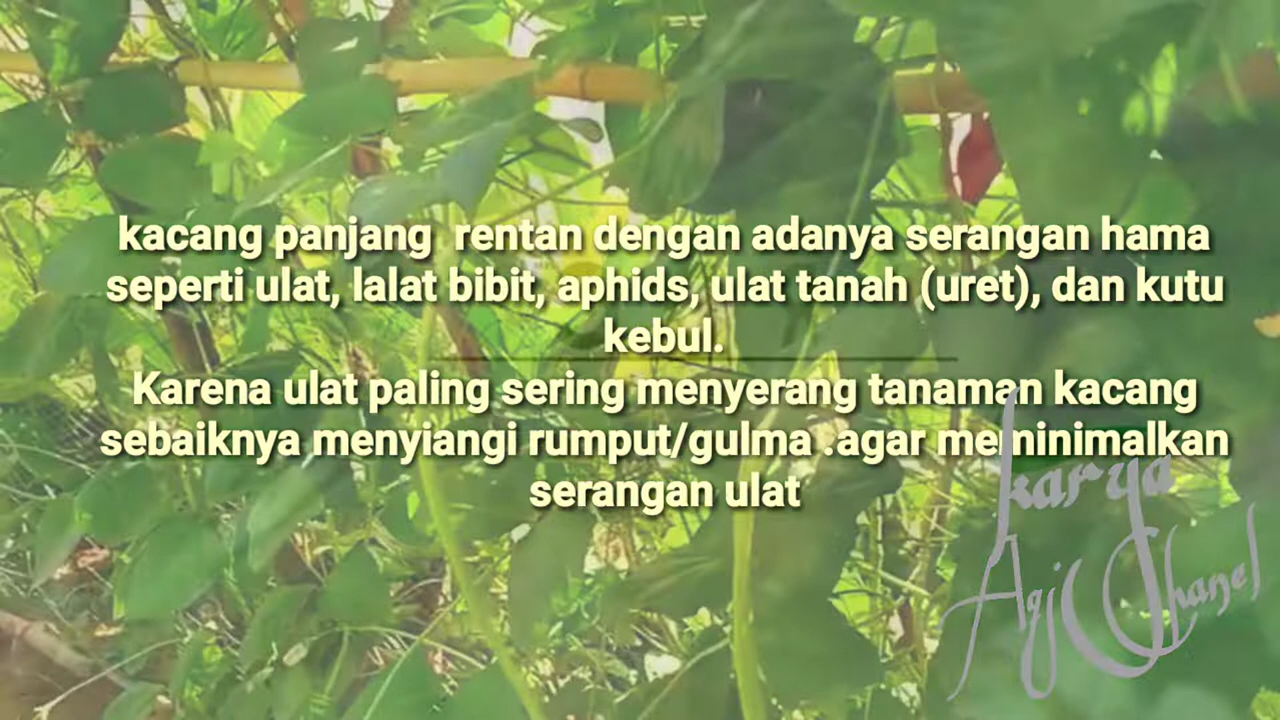 kacang panjang  rentan dengan adanya serangan hama
seperti ulat, lalat bibit, aphids, ulat tanah (uret), dan kutu
kebul.
Karena ulat paling sering menyerang tanaman kacang
sebaiknya menyiangi rumput/gulma .agar meminimalkan
serangan ulat
karya
Aqj Chanel